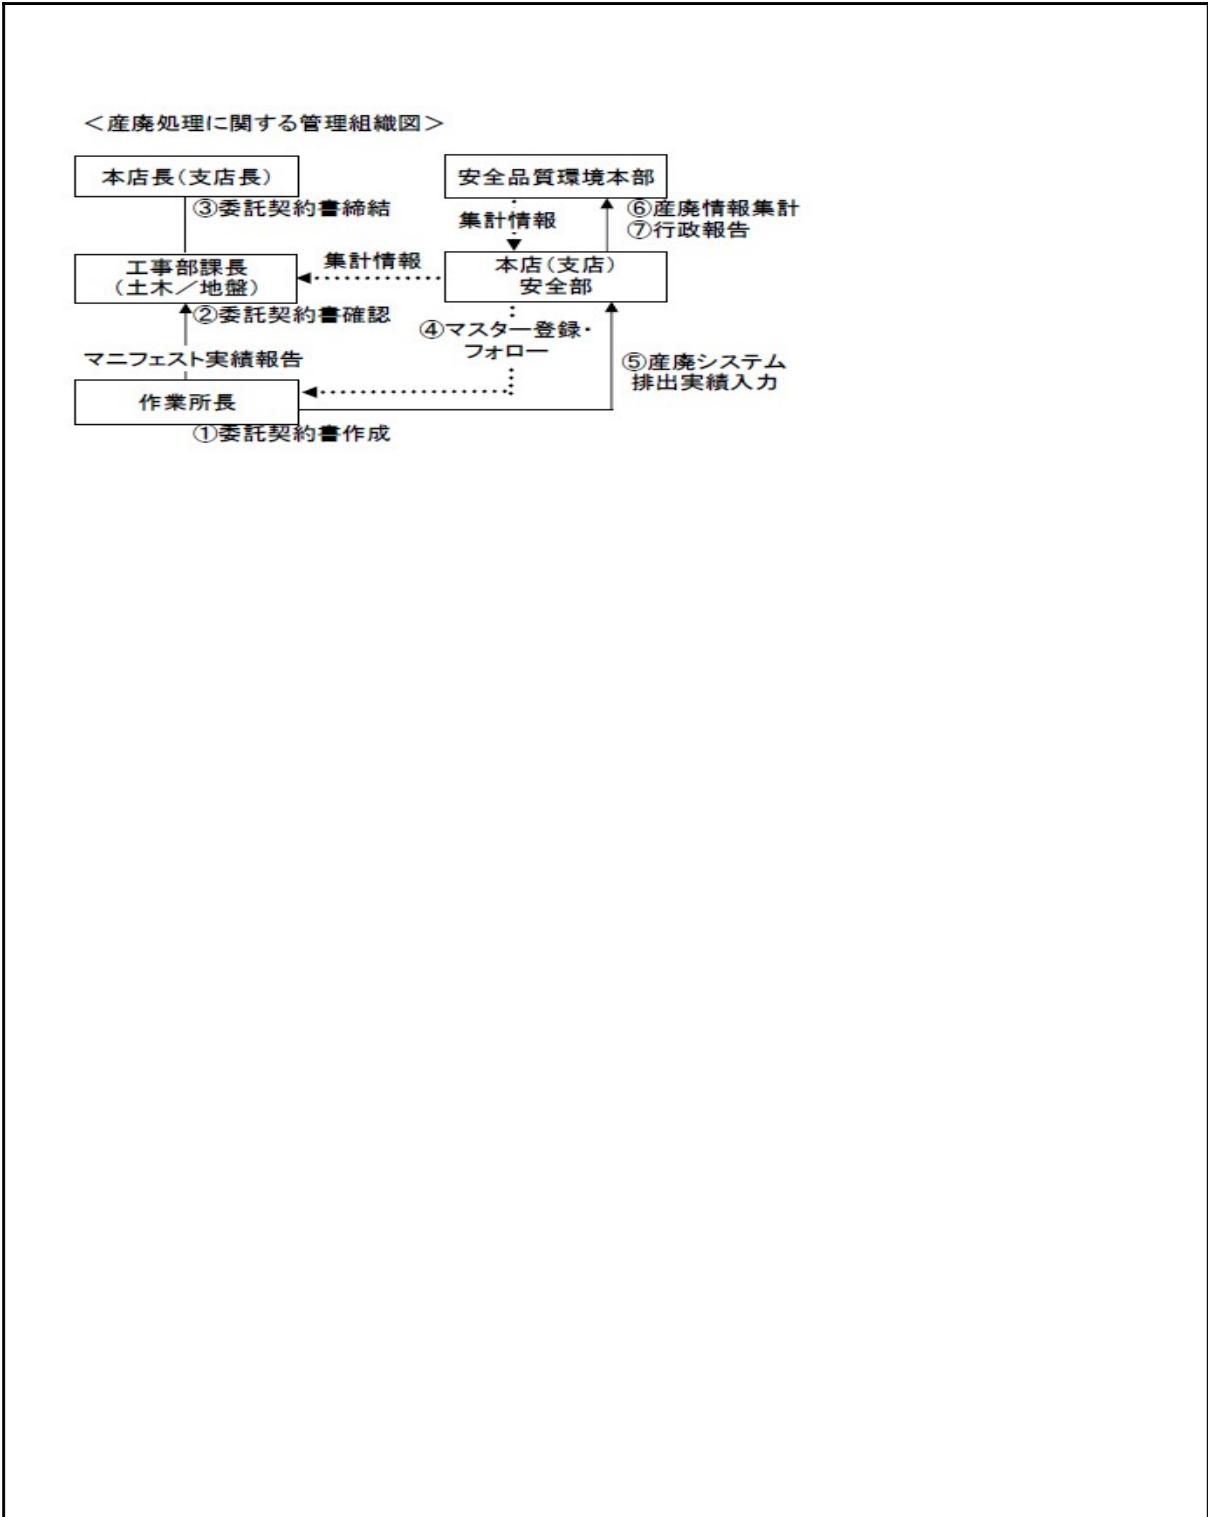 ＜産廃処理に関する管理組織図＞
本店長（支店長）
③委託契約書締結
工事部課長
（土木／地盤）
②委託契約書確認
マニフェスト実績報告
作業所長
①委託契約書作成
安全品質環境本部
集計情報
⑥産廃情報集計
⑦行政報告
集計情報
本店（支店）
安全部
④マスター登録・
フォロー
⑤産廃システム
排出実績入力